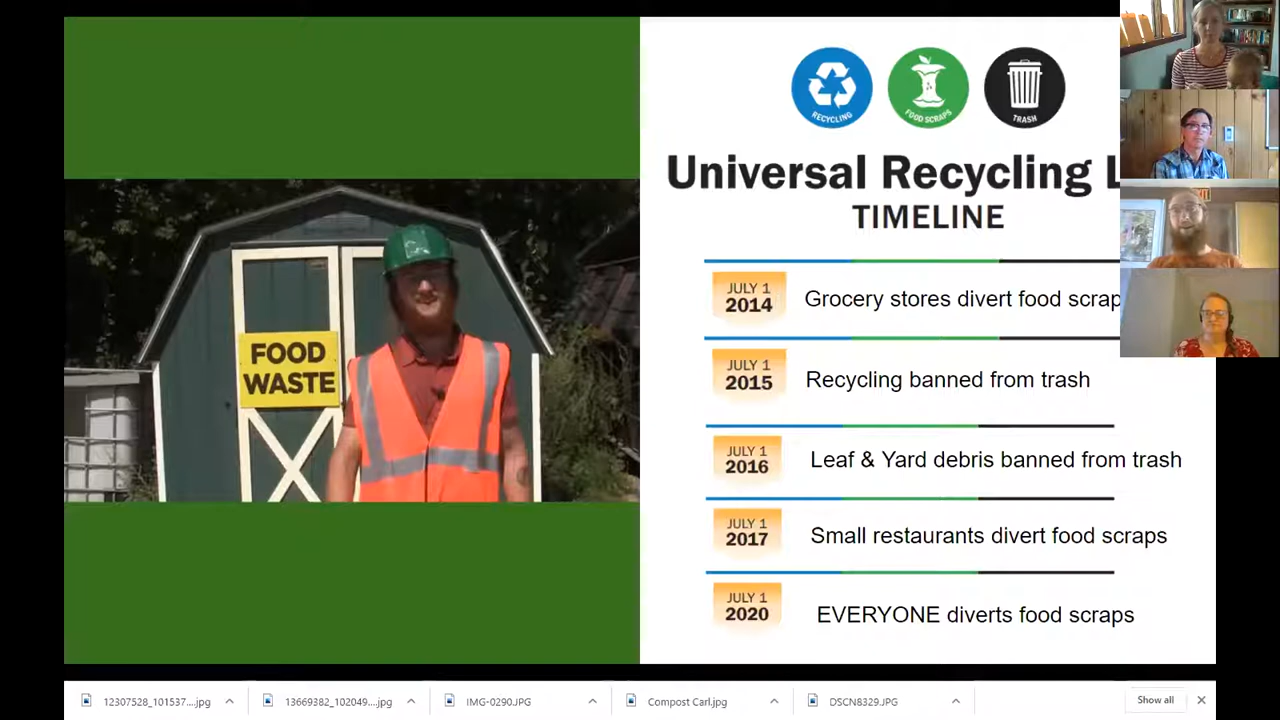 RECYCLING
FOOD SCRAPS
TRASH
Universal Recycling L
TIMELINE
JULY 1
2014
Grocery stores divert food scrap
JULY 1
2015
Recycling banned from trash
JULY 1
2016
Leaf & Yard debris banned from trash
JULY 1
2017
Small restaurants divert food scraps
JULY 1
2020
EVERYONE diverts food scraps
FOOD
WASTE
12307528_101537....jpg
13669382_102049....jpg
IMG-0290.JPG
Compost Carl.jpg
DSCN8329.JPG
Show all